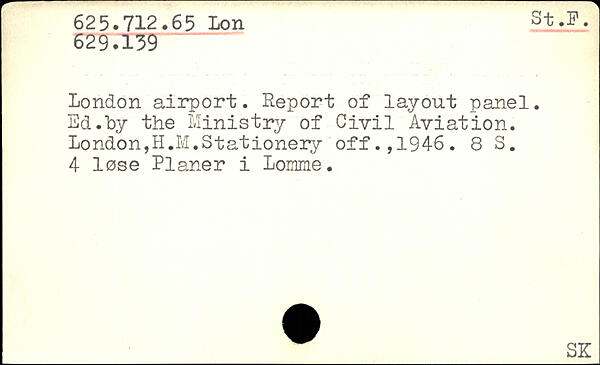 625.712.65 Lon St.F.
629.139
London airport. Report of layout panel.
Ed.by the Ministry of Civil Aviation.
London,H.M.Stationery off.,1946. 8 S.
4 løse Planer i Lomme.
SK